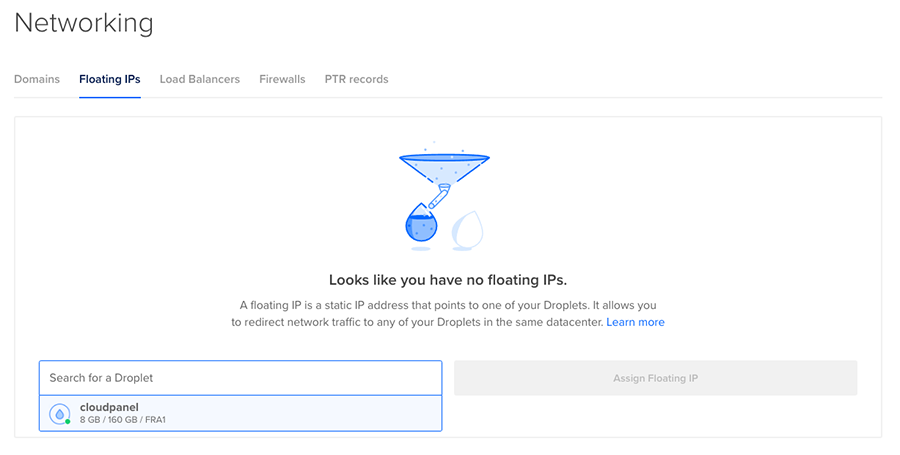 Networking
Domains Floating IPs Load Balancers Firewalls PTR records
Looks like you have no floating IPs.
A floating IP is a static IP address that points to one of your Droplets. It allows you
to redirect network traffic to any of your Droplets in the same datacenter. Learn more
Search for a Droplet Assign Floating IP
cloudpanel
8 GB / 160 GB / FRA1